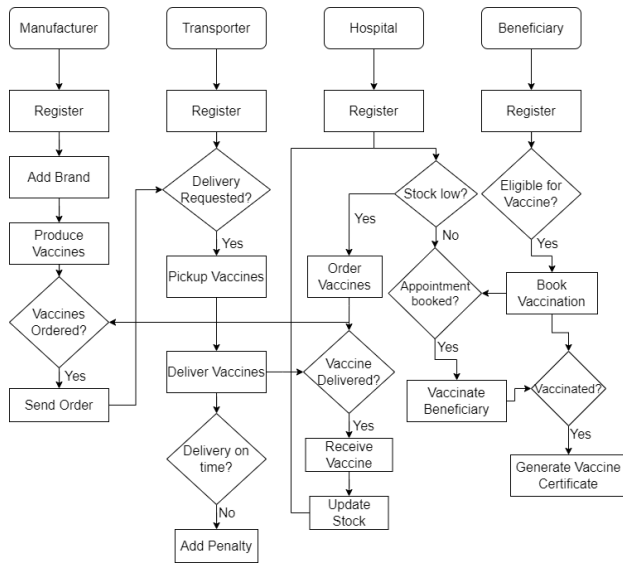 Manufacturer
Transporter
Hospital
Beneficiary
Register
Register
Register
Register
Add Brand
Delivery
Requested?
Stock low?
Eligible for
Vaccine?
Yes
No
Yes
Yes
Produce
Vaccines
Pickup Vaccines
Order
Vaccines
Appointment
booked?
Book
Vaccination
Vaccines
Ordered?
Yes
Yes
Send Order
Deliver Vaccines
Vaccine
Delivered?
Vaccinate
Beneficiary
Vaccinated?
Yes
Yes
Delivery on
time?
Receive
Vaccine
Generate Vaccine
Certificate
No
Update
Stock
Add Penalty